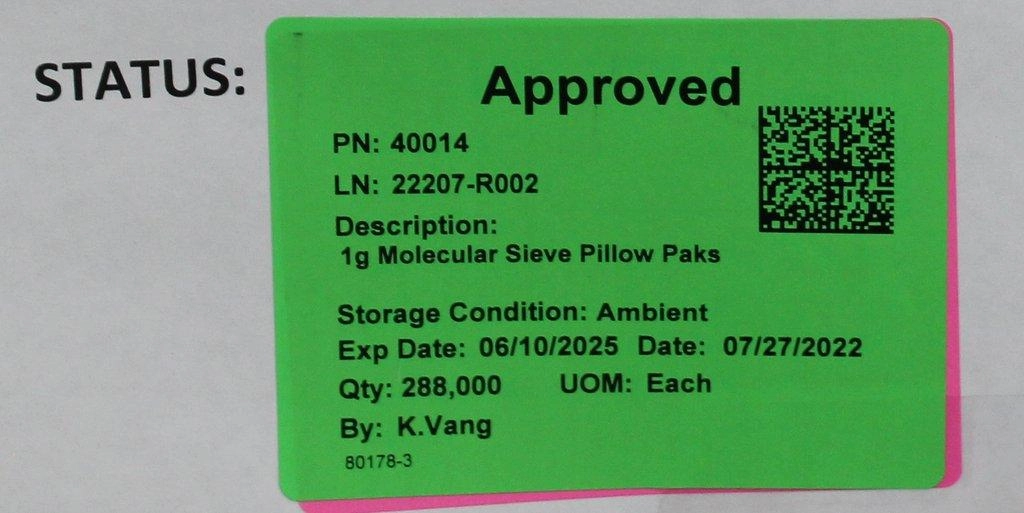 STATUS:
Approved
PN: 40014
LN: 22207-R002
Description:
1g Molecular Sieve Pillow Paks
Storage Condition: Ambient
Exp Date: 06/10/2025 Date: 07/27/2022
Qty: 288,000 UOM: Each
By: K.Vang
80178-3